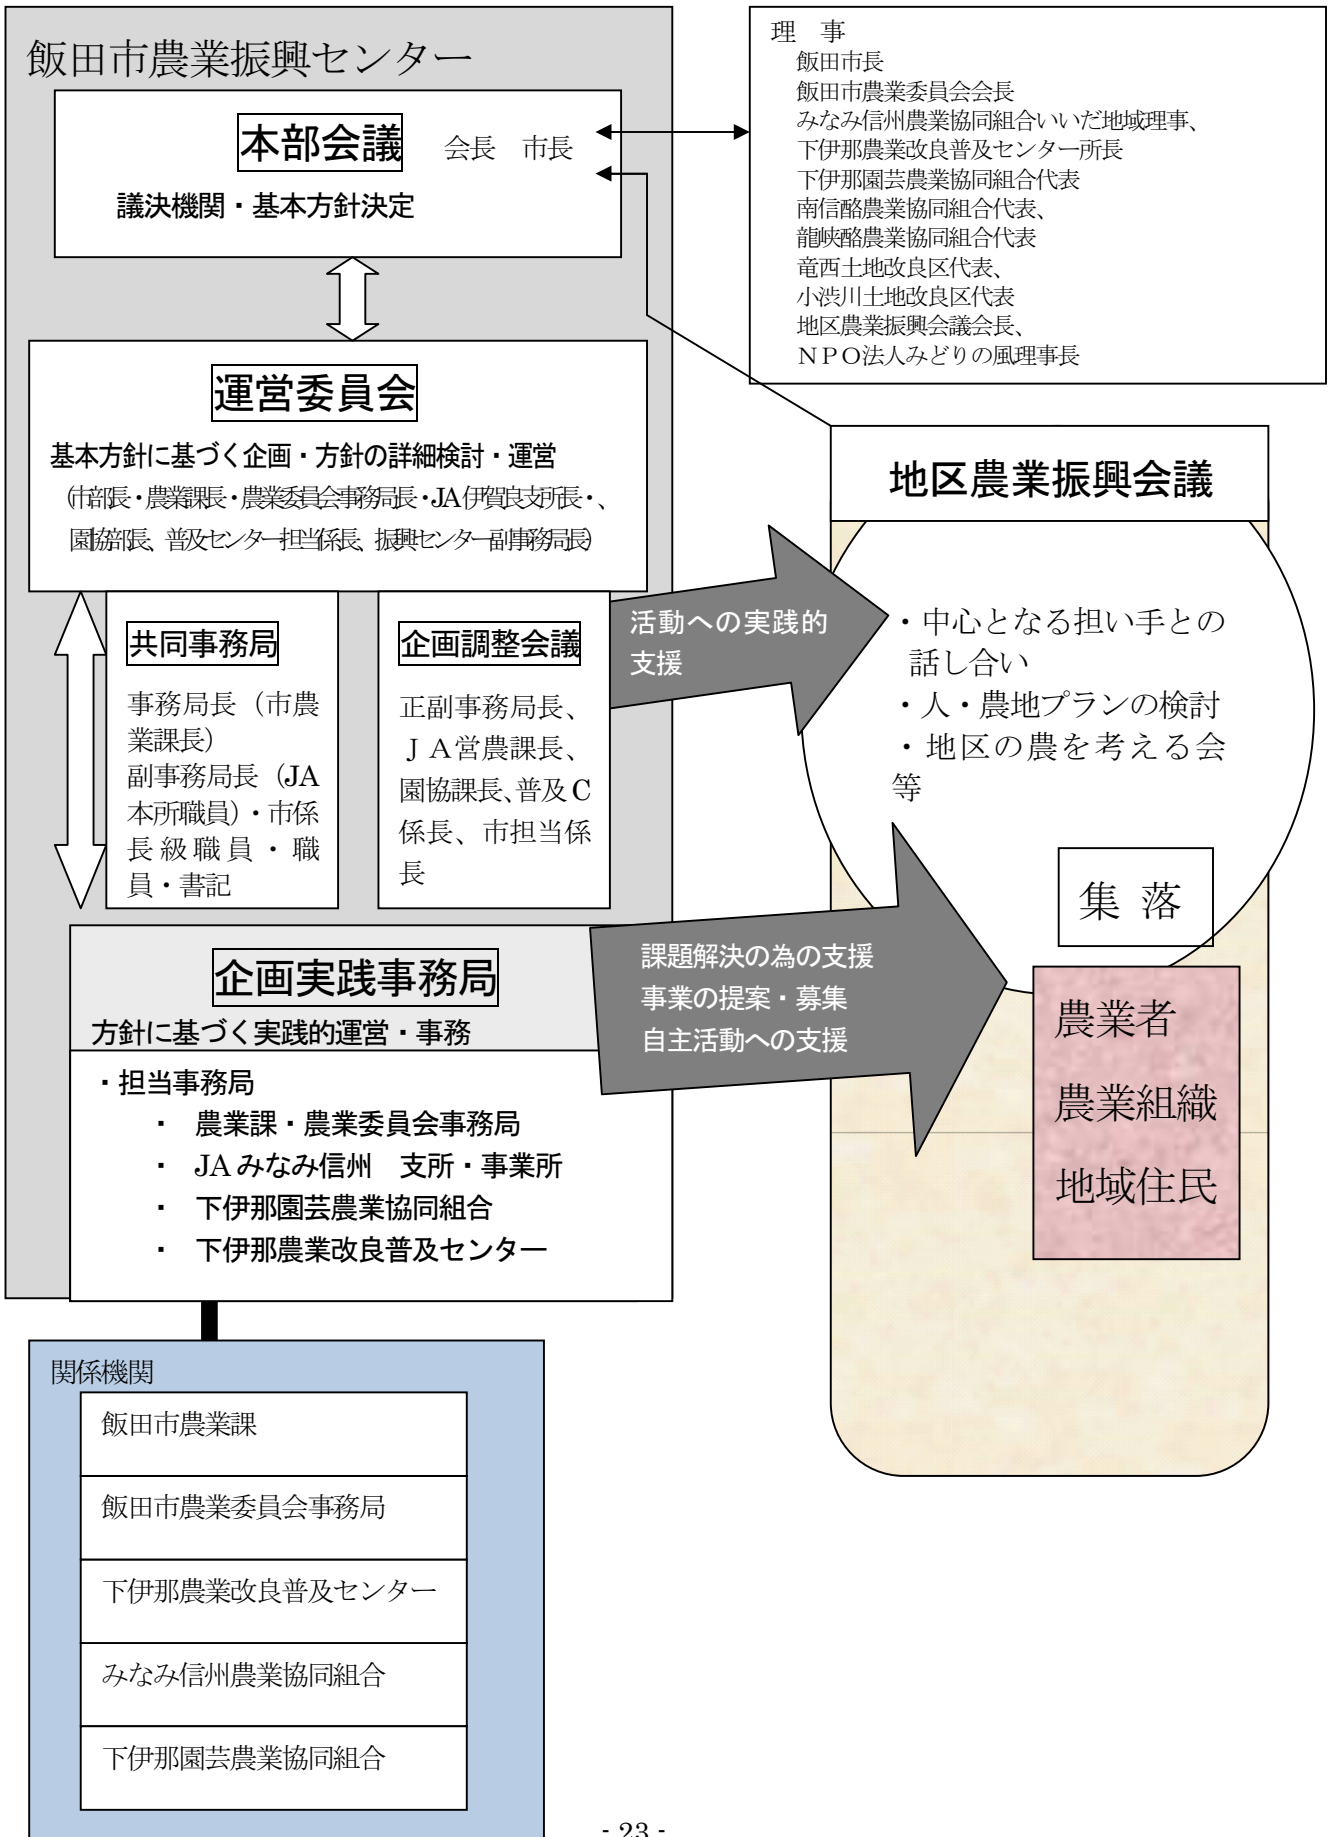 飯田市農業振興センター
本部会議 会長　市長
議決機関・基本方針決定
理　事
飯田市長
飯田市農業委員会会長
みなみ信州農業協同組合いいだ地域理事、
下伊那農業改良普及センター所長
下伊那園芸農業協同組合代表
南信酪農業協同組合代表、
龍峡酪農業協同組合代表
竜西土地改良区代表、
小渋川土地改良区代表
地区農業振興会議会長、
ＮＰＯ法人みどりの風理事長
運営委員会
基本方針に基づく企画・方針の詳細検討・運営
（市部長・農業課長・農業委員会事務局長・JA伊賀良支所長・、
園協部長、普及センター担当係長、振興センター副事務局長）
共同事務局
事務局長（市農
業課長）
副事務局長（JA
本所職員）・市係
長級職員・職
員・書記
企画調整会議
正副事務局長、
ＪＡ営農課長、
園協課長、普及C
係長、市担当係
長
活動への実践的
支援
地区農業振興会議
・中心となる担い手との
話し合い
・人・農地プランの検討
・地区の農を考える会
等
集 落
農業者
農業組織
地域住民
企画実践事務局
方針に基づく実践的運営・事務
課題解決の為の支援
事業の提案・募集
自主活動への支援
・担当事務局
・　農業課・農業委員会事務局
・　JAみなみ信州　支所・事業所
・　下伊那園芸農業協同組合
・　下伊那農業改良普及センター
関係機関
飯田市農業課
飯田市農業委員会事務局
下伊那農業改良普及センター
みなみ信州農業協同組合
下伊那園芸農業協同組合
- 23 -